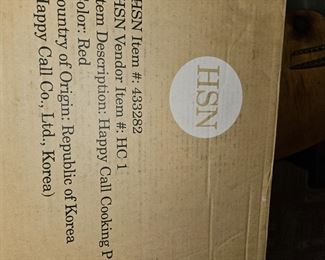 HSN
HSN Item #: 433282
HSN Vendor Item #: HC 1
Item Description: Happy Call Cooking P
Color: Red
Country of Origin: Republic of Korea
Happy Call Co., Ltd., Korea)